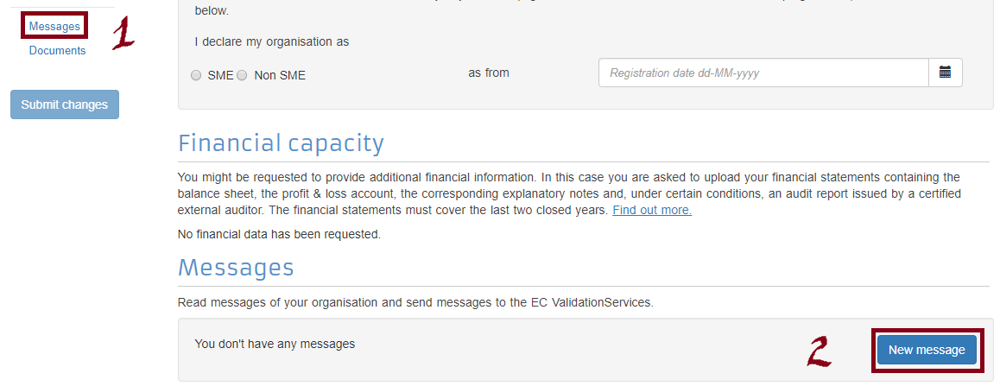 below.
Messages
1
I declare my organisation as
Documents
SME Non SME as from Registration date dd-MM-yyyy
Submit changes
Financial capacity
You might be requested to provide additional financial information. In this case you are asked to upload your financial statements containing the
balance sheet, the profit & loss account, the corresponding explanatory notes and, under certain conditions, an audit report issued by a certified
external auditor. The financial statements must cover the last two closed years. Find out more.
No financial data has been requested.
Messages
Read messages of your organisation and send messages to the EC ValidationServices.
You don't have any messages
2
New message